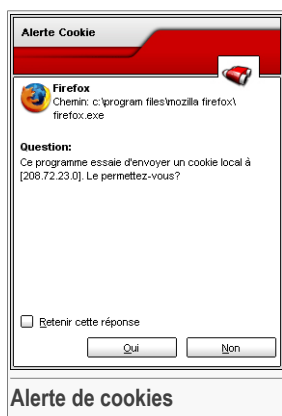 Alerte Cookie
Firefox
Chemin: c:\program files\mozilla firefox\
firefox.exe
Question:
Ce programme essaie d'envoyer un cookie local à
[208.72.23.0]. Le permettez-vous?
Retenir cette réponse
Oui
Non
Alerte de cookies